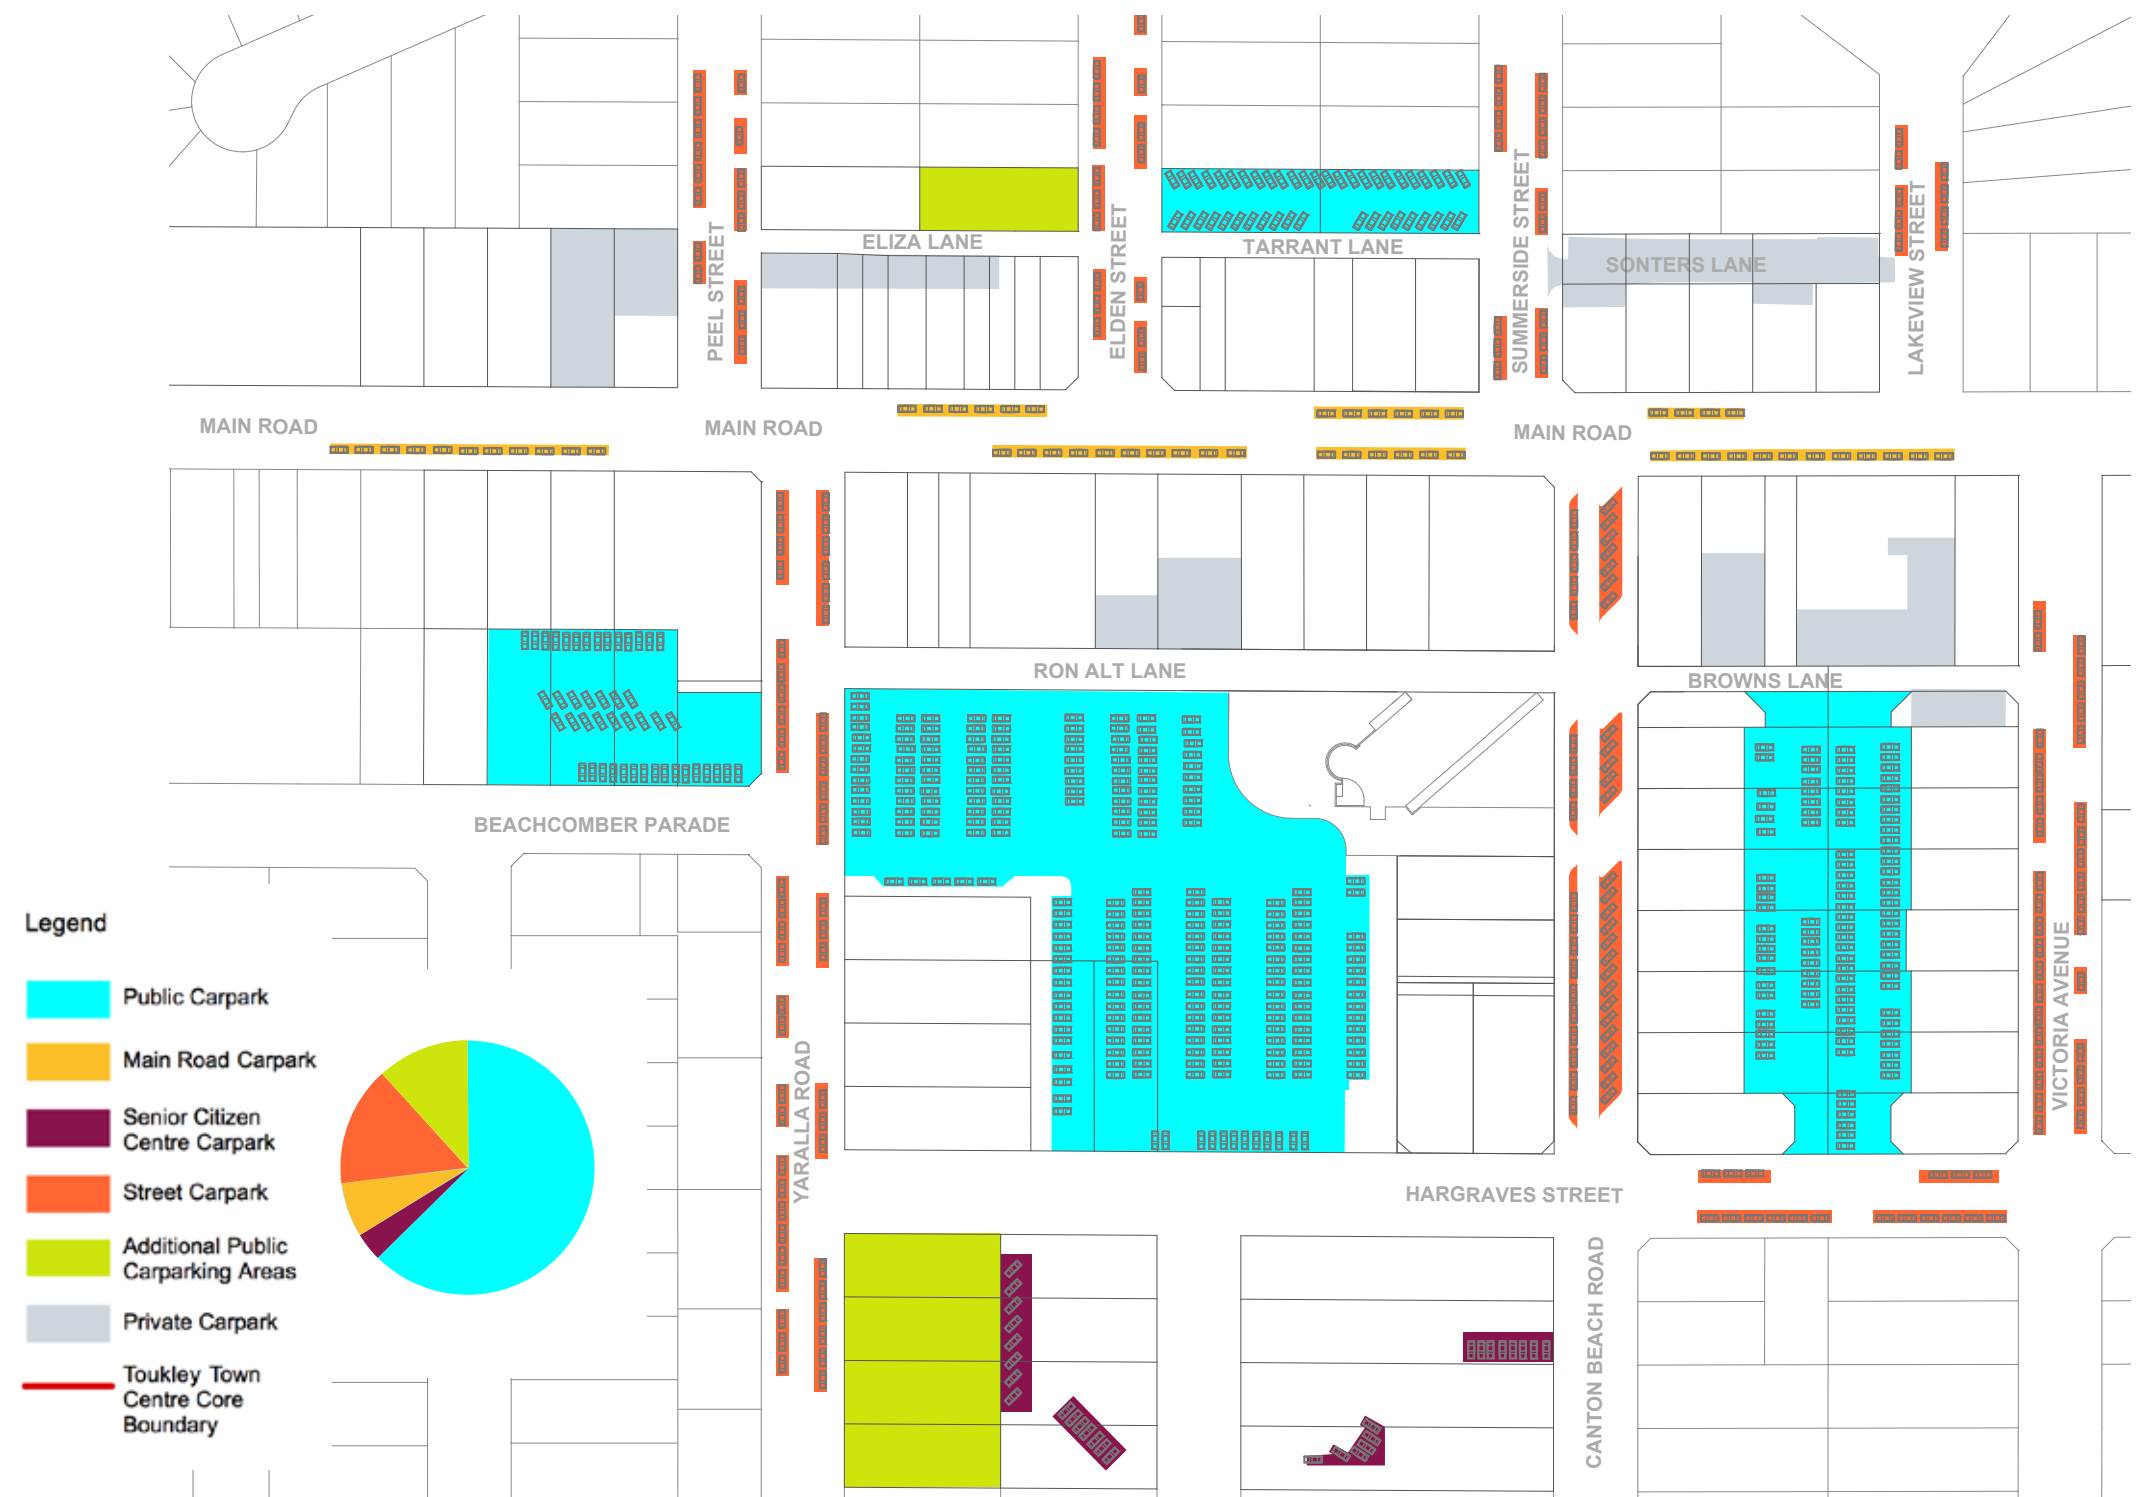 PEEL STREET
ELIZA LANE
ELDEN STREET
TARRANT LANE
SUMMERSIDE STREET
SONTERS LANE
LAKEVIEW STREET
MAIN ROAD
MAIN ROAD
MAIN ROAD
RON ALT LANE
BROWNS LANE
BEACHCOMBER PARADE
YARALLA ROAD
VICTORIA AVENUE
HARGRAVES STREET
CANTON BEACH ROAD
Legend
Public Carpark
Main Road Carpark
Senior Citizen
Centre Carpark
Street Carpark
Additional Public
Carparking Areas
Private Carpark
Toukley Town
Centre Core
Boundary